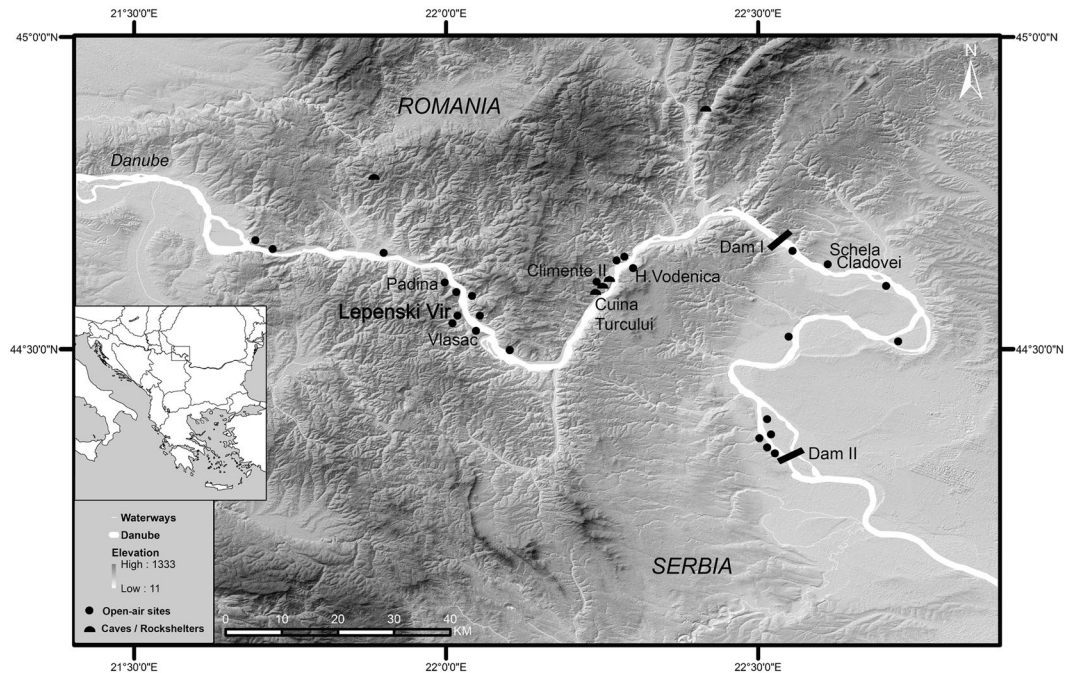 21°30'0"E
22°0'0"E
22°30'0"E
45°0'0"N
45°0'0"N
N
ROMANIA
Danube
Dam I
Schela
Cladovei
Climente II
H.Vodenica
Padina
Cuina
Turcului
Lepenski Vir
Vlasac
44°30'0"N
44°30'0"N
Dam II
SERBIA
Waterways
Danube
Elevation
High : 1333
Low : 11
Open-air sites
Caves / Rockshelters
0 10 20 30 40
KM
21°30'0"E
22°0'0"E
22°30'0"E